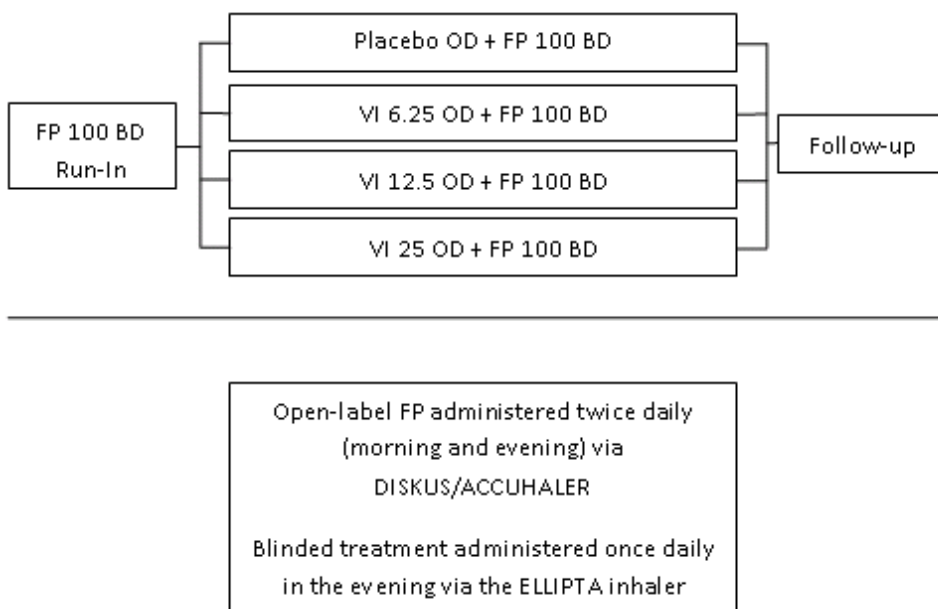 Placebo OD + FP 100 BD
FP 100 BD
Run-In
VI 6.25 OD + FP 100 BD
VI 12.5 OD + FP 100 BD
VI 25 OD + FP 100 BD
Follow-up
Open-label FP administered twice daily
(morning and evening) via
DISKUS/ACCUHALER
Blinded treatment administered once daily
in the evening via the ELLIPTA inhaler